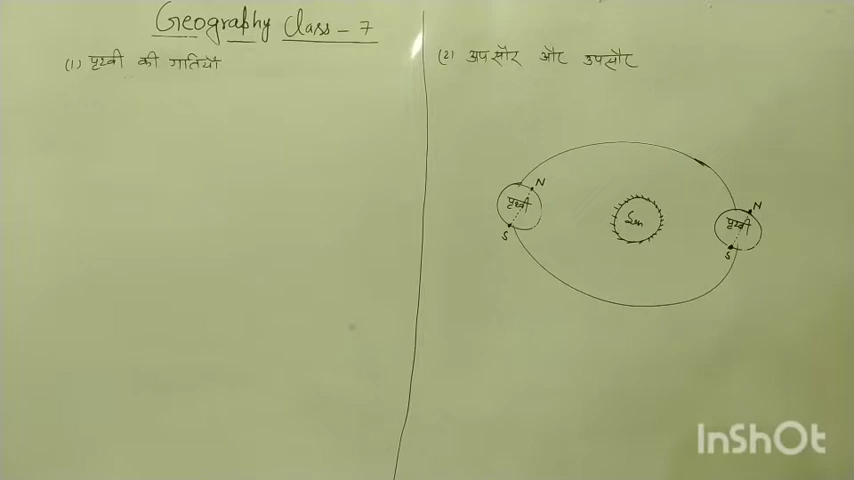 Geography Class - 7
(1) पृथ्वी की गतियाँ
(2) अपसौर और उपसौर
N
पृथ्वी
S
Sun
N
पृथ्वी
S
InShOt